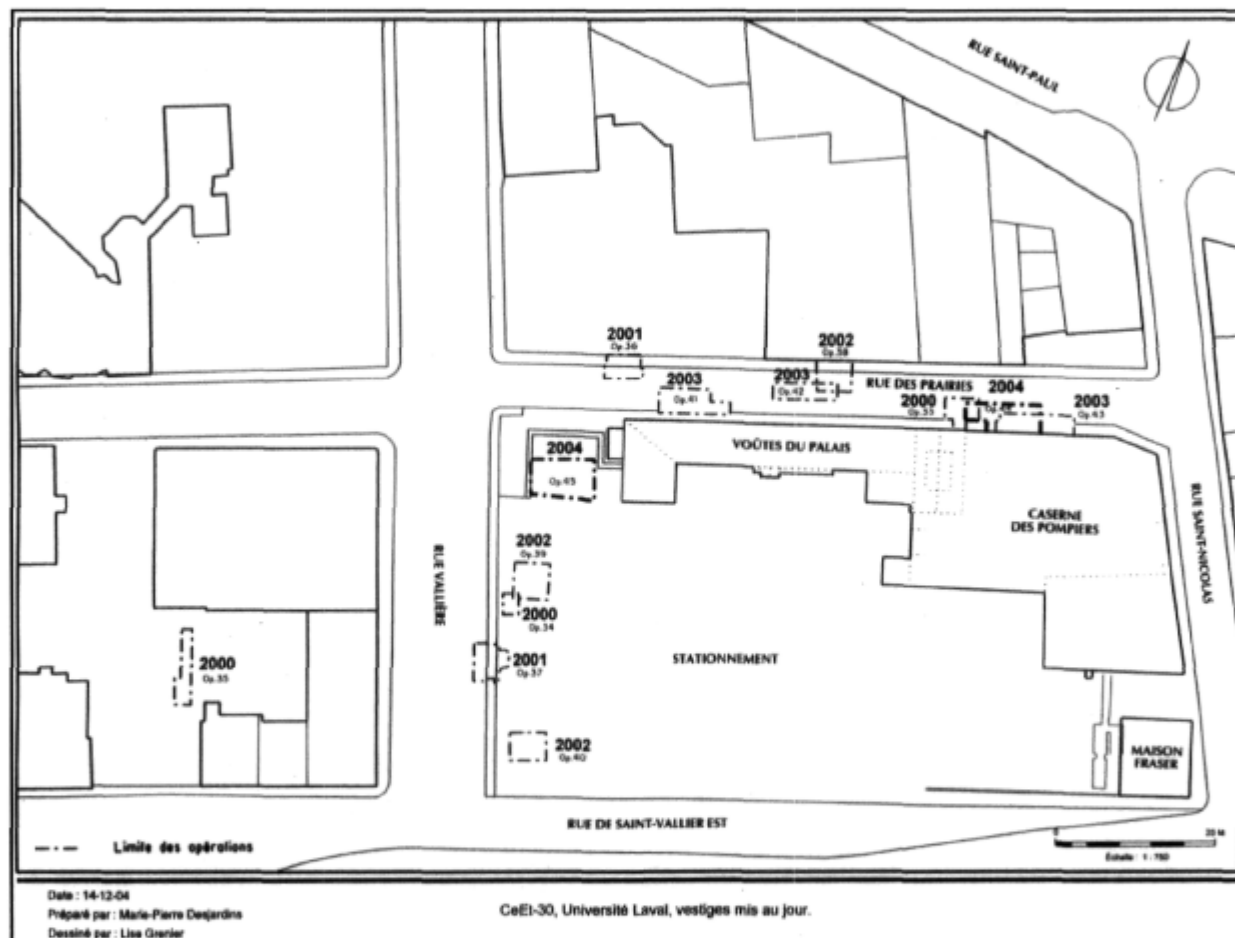 RUE SAINT-PAUL
2001
Op.36
2002
Op.38
2003
Op.41
2003
Op.42
RUE DES PRAIRIES
2004
2000
Op.33
2003
Op.43
VOÛTES DU PALAIS
2004
Op.45
CASERNE
DES POMPIERS
RUE SAINT-NICOLAS
2002
Op.39
RUE VALLIÈRE
2000
Op.34
2000
Op.35
2001
Op.37
STATIONNEMENT
2002
Op.40
MAISON
FRASER
RUE DE SAINT-VALLIER EST
Limite des opérations
0 20 M
Échelle : 1 : 750
Date : 14-12-04
Préparé par : Marie-Pierre Desjardins
Dessiné par : Lise Grenier
CeEt-30, Université Laval, vestiges mis au jour.